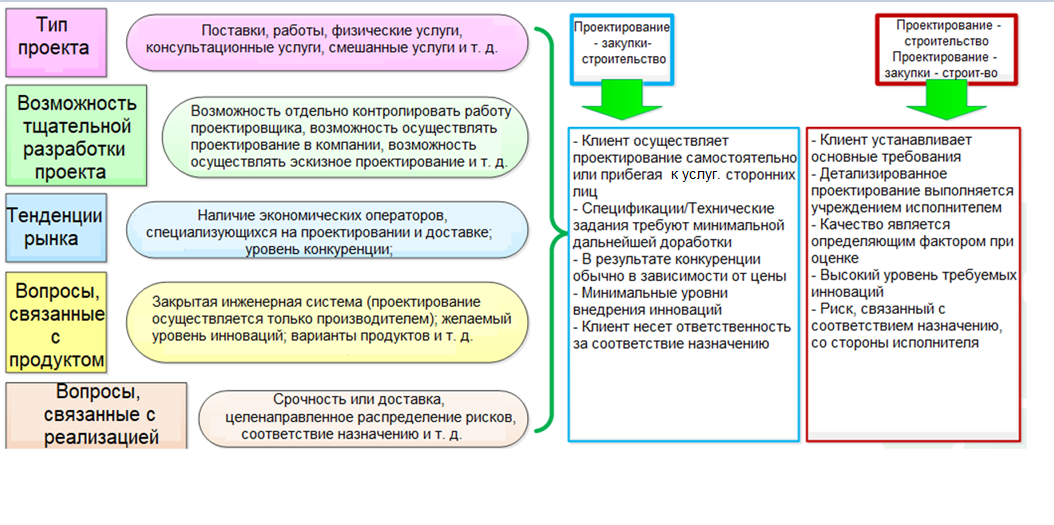 Тип
проекта
Поставки, работы, физические услуги,
консультационные услуги, смешанные услуги и т. д.
Возможность
тщательной
разработки
проекта
Возможность отдельно контролировать работу
проектировщика, возможность осуществлять
проектирование в компании, возможность
осуществлять эскизное проектирование и т. д.
Тенденции
рынка
Наличие экономических операторов,
специализирующихся на проектировании и доставке;
уровень конкуренции;
Вопросы,
связанные
с
продуктом
Закрытая инженерная система (проектирование
осуществляется только производителем); желаемый
уровень инноваций; варианты продуктов и т. д.
Вопросы,
связанные с
реализацией
Срочность или доставка,
целенаправленное распределение рисков,
соответствие назначению и т. д.
Проектирование
- закупки-
строительство
- Клиент осуществляет
проектирование самостоятельно
или прибегая к услуг. сторонних
лиц
- Спецификации/Технические
задания требуют минимальной
дальнейшей доработки
- В результате конкуренции
обычно в зависимости от цены
- Минимальные уровни
внедрения инноваций
- Клиент несет ответственность
за соответствие назначению
Проектирование -
строительство
Проектирование -
закупки - строит-во
- Клиент устанавливает
основные требования
- Детализированное
проектирование выполняется
учреждением исполнителем
- Качество является
определяющим фактором при
оценке
- Высокий уровень требуемых
инноваций
- Риск, связанный с
соответствием назначению,
со стороны исполнителя